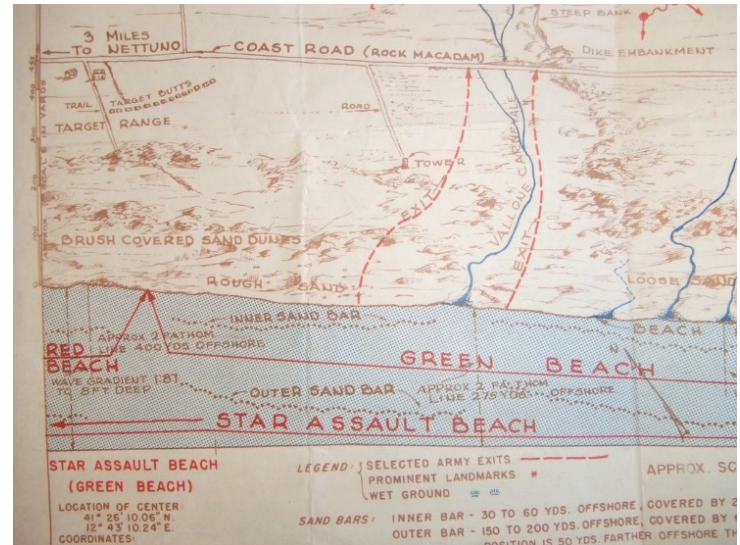 STEEP BANK
3 MILES
TO NETTUNO
COAST ROAD (ROCK MACADAM)
DIKE EMBANKMENT
TRAIL
TARGET BUTTS
ROAD
TARGET RANGE
TOWER
EXIT
EXIT
BRUSH COVERED SAND DUNES
ROUGH SAND
LOOSE SAND
INNER SAND BAR
BEACH
APPROX 2 FATHOM
LINE 400 YDS OFFSHORE
RED
BEACH
GREEN BEACH
N
WAVE GRADIENT 1:81
TO 8FT DEEP
OUTER SAND BAR
APPROX 2 FATHOM
LINE 275 YDS. OFFSHORE
STAR ASSAULT BEACH
STAR ASSAULT BEACH
(GREEN BEACH)
LOCATION OF CENTER:
41° 26' 10.06" N.
12° 43' 10.24" E.
COORDINATES:
LEGEND: SELECTED ARMY EXITS
PROMINENT LANDMARKS
WET GROUND
APPROX. SC
SAND BARS: INNER BAR - 30 TO 60 YDS. OFFSHORE, COVERED BY 2
OUTER BAR - 150 TO 200 YDS. OFFSHORE, COVERED BY
POSITION IS 50 YDS. FARTHER OFFSHORE TH